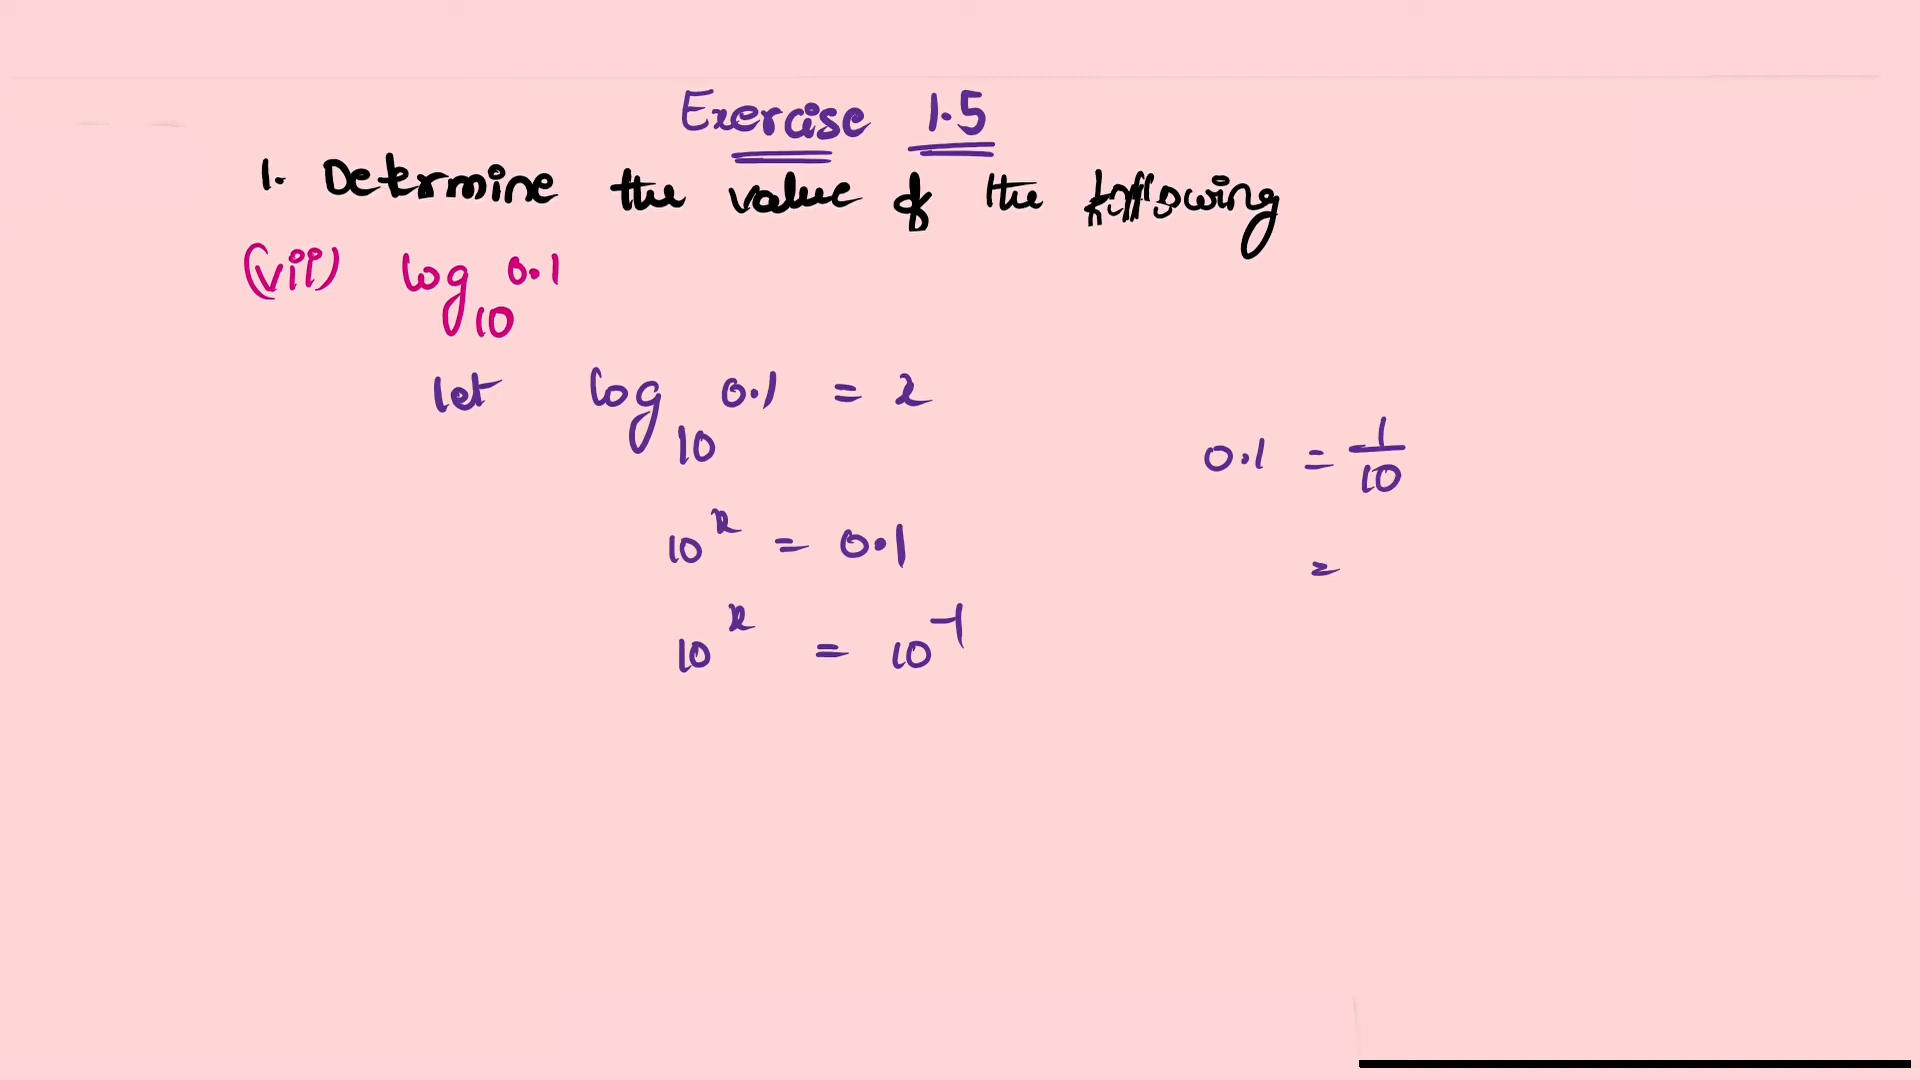 Exercise 1.5
1. Determine the value of the following
(vii) log₁₀ 0.1
let log₁₀ 0.1 = x
0.1 = 1/10
10ˣ = 0.1
=
10ˣ = 10⁻¹